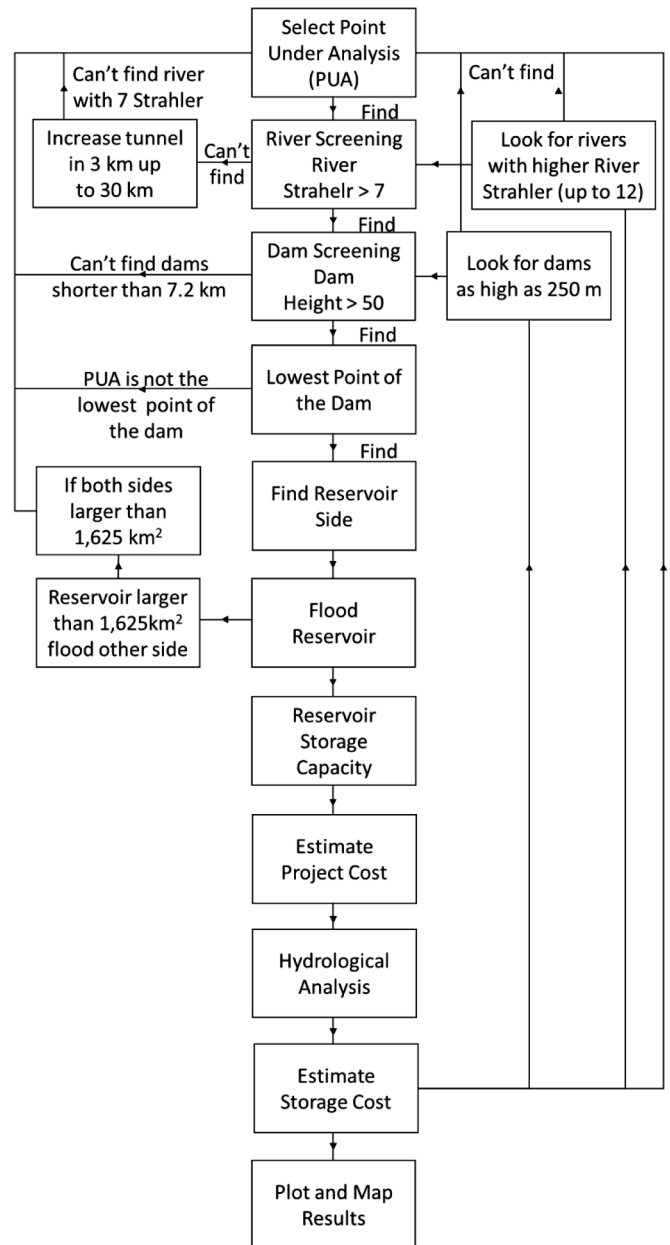 Select Point
Under Analysis
(PUA)
Can't find river
with 7 Strahler
Can't find
Find
Increase tunnel
in 3 km up
to 30 km
Can't
find
River Screening
River
Strahelr > 7
Look for rivers
with higher River
Strahler (up to 12)
Find
Can't find dams
shorter than 7.2 km
Dam Screening
Dam
Height > 50
Look for dams
as high as 250 m
Find
PUA is not the
lowest point of
the dam
Lowest Point of
the Dam
Find
If both sides
larger than
1,625 km²
Find Reservoir
Side
Reservoir larger
than 1,625km²
flood other side
Flood
Reservoir
Reservoir
Storage
Capacity
Estimate
Project Cost
Hydrological
Analysis
Estimate
Storage Cost
Plot and Map
Results